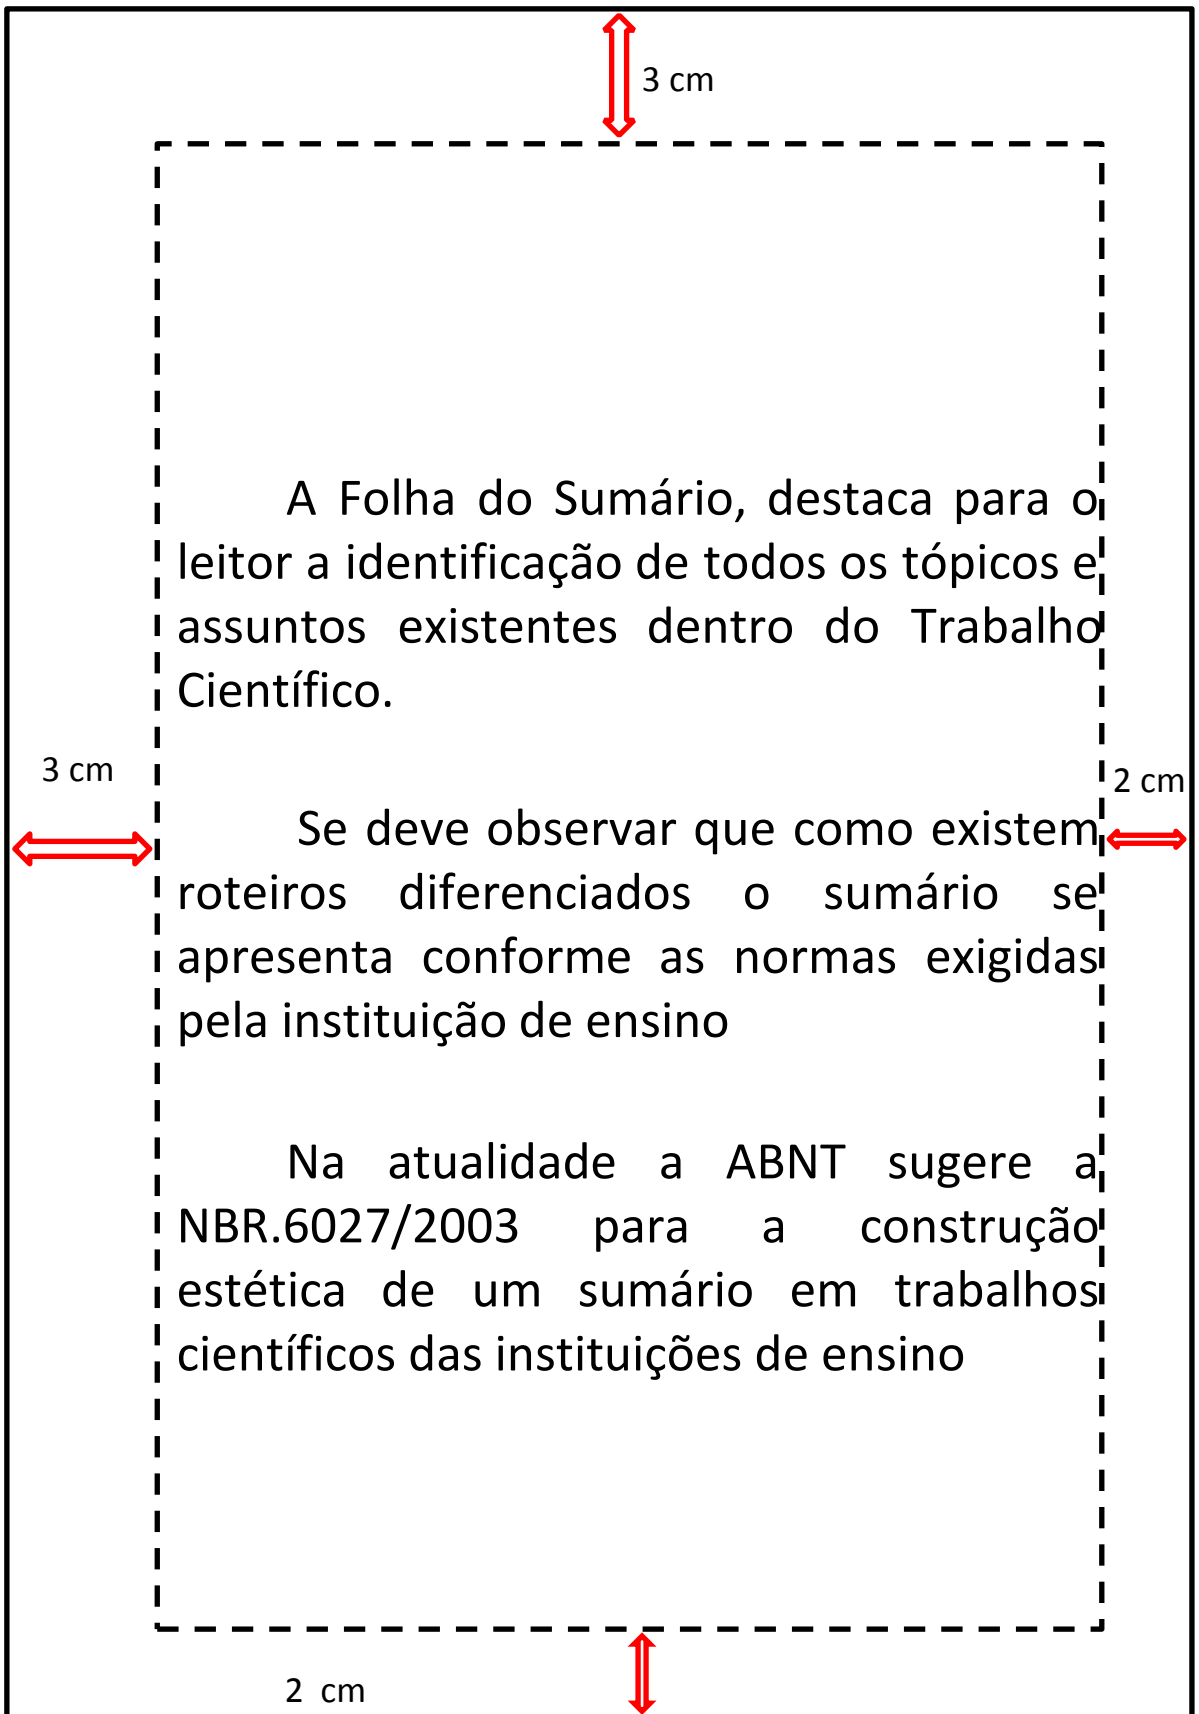 3 cm
A Folha do Sumário, destaca para o
leitor a identificação de todos os tópicos e
assuntos existentes dentro do Trabalho
Científico.
3 cm
2 cm
Se deve observar que como existem
roteiros diferenciados o sumário se
apresenta conforme as normas exigidas
pela instituição de ensino
Na atualidade a ABNT sugere a
NBR.6027/2003 para a construção
estética de um sumário em trabalhos
científicos das instituições de ensino
2 cm